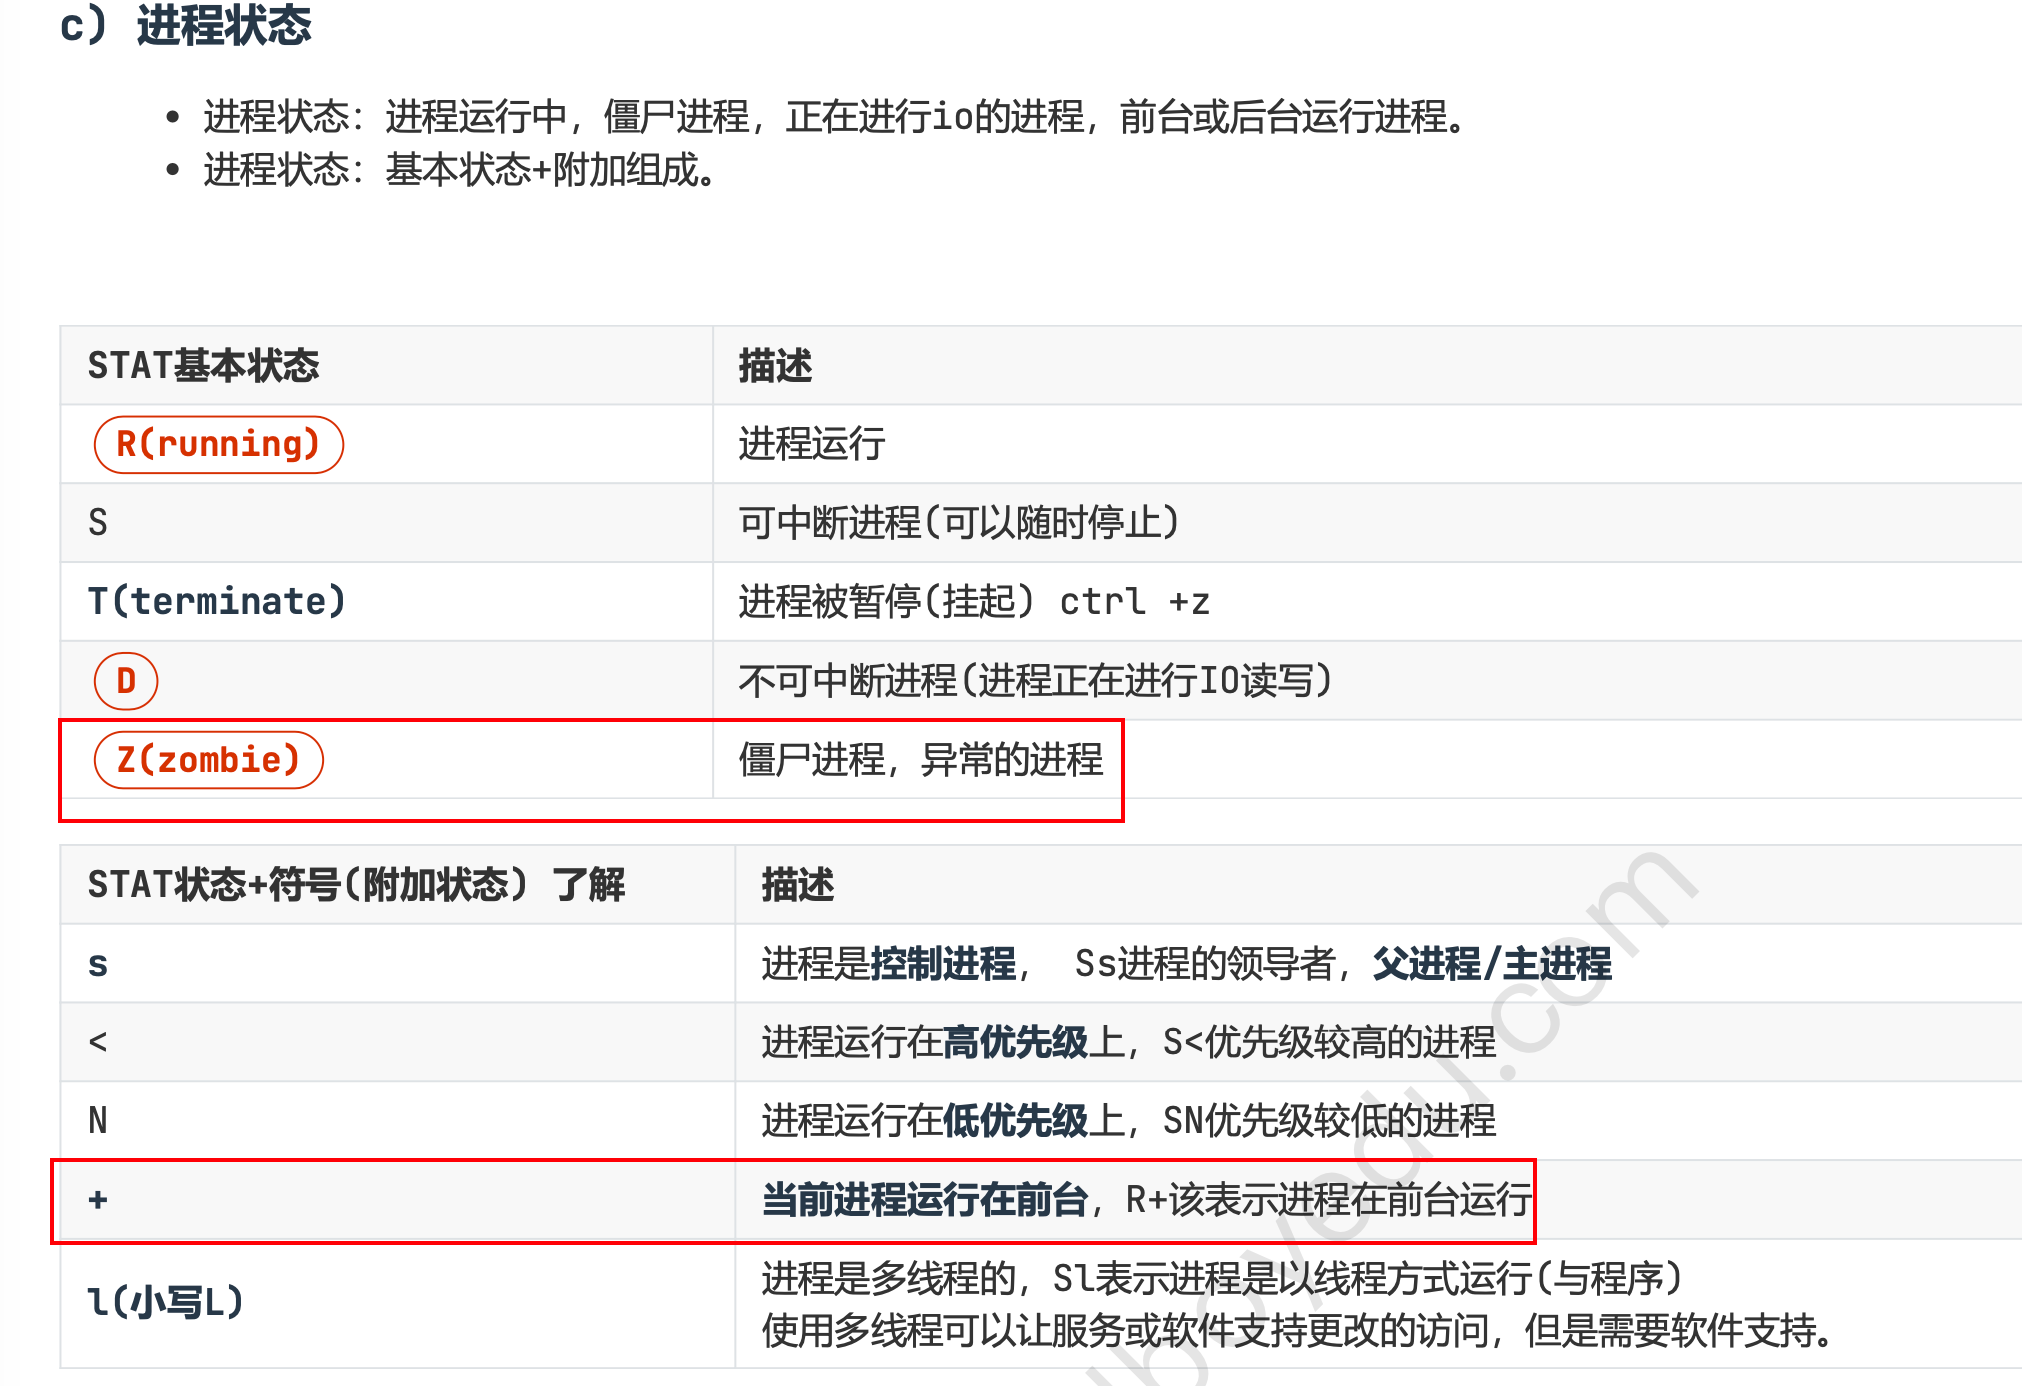 c) 进程状态
进程状态：进程运行中，僵尸进程，正在进行io的进程，前台或后台运行进程。
进程状态：基本状态+附加组成。
STAT基本状态 描述
R(running) 进程运行
S 可中断进程(可以随时停止)
T(terminate) 进程被暂停(挂起) ctrl +z
D 不可中断进程(进程正在进行IO读写)
Z(zombie) 僵尸进程，异常的进程
STAT状态+符号(附加状态) 了解 描述
s 进程是控制进程， Ss进程的领导者，父进程/主进程
< 进程运行在高优先级上，S<优先级较高的进程
N 进程运行在低优先级上，SN优先级较低的进程
+ 当前进程运行在前台，R+该表示进程在前台运行
l(小写L) 进程是多线程的，Sl表示进程是以线程方式运行(与程序)
使用多线程可以让服务或软件支持更改的访问，但是需要软件支持。
boyedu.com